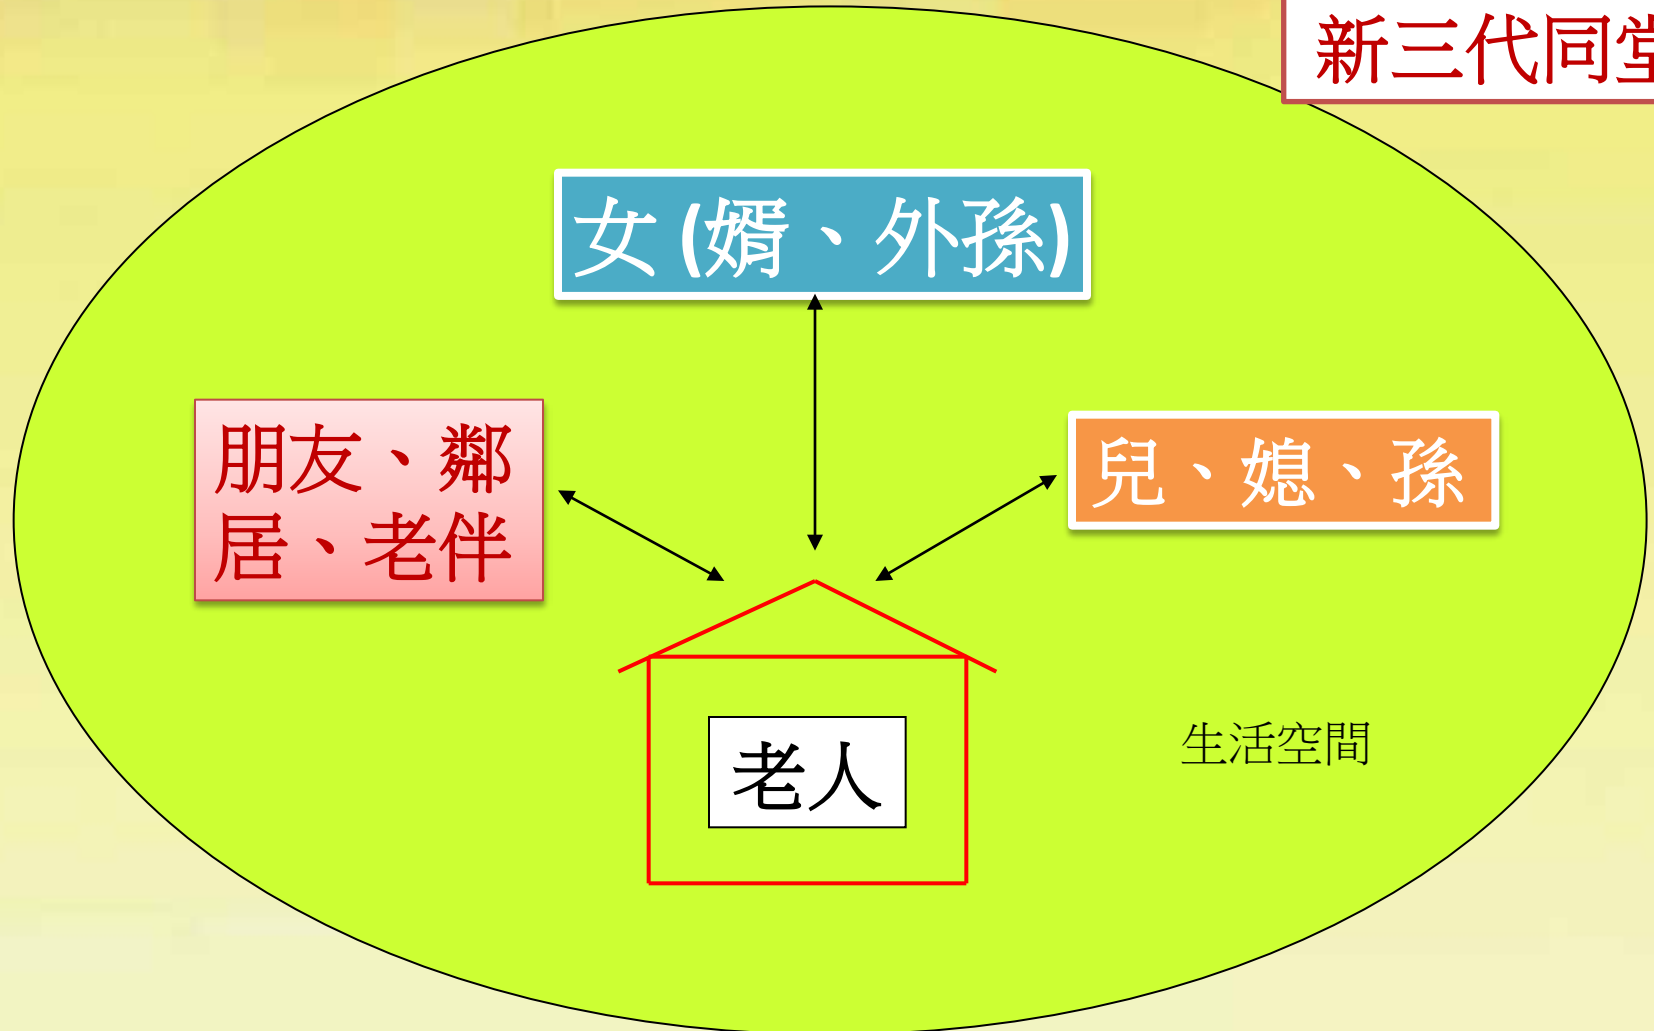 新三代同堂
女 (婿、外孫)
朋友、鄰
居、老伴
兒、媳、孫
生活空間
老人